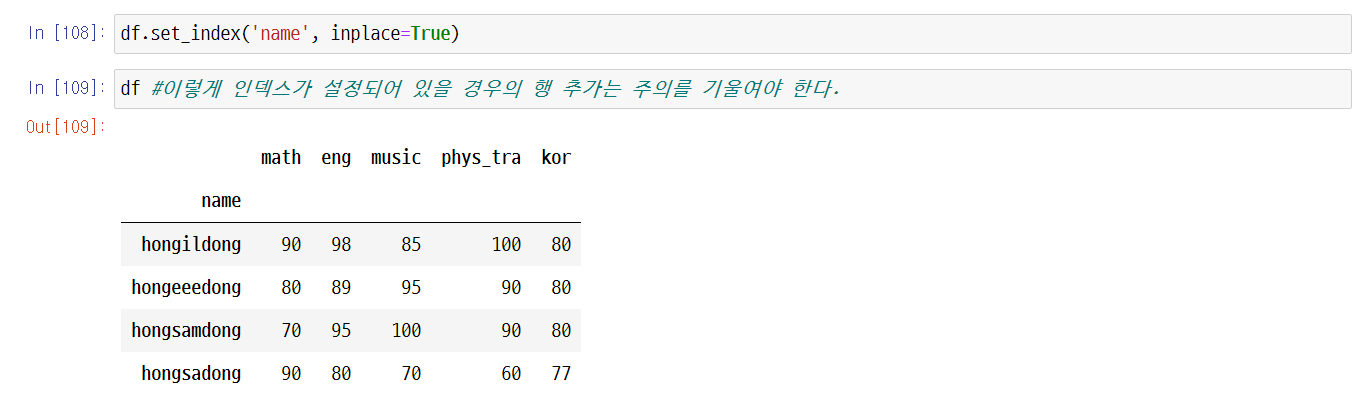 In [108]: df.set_index('name', inplace=True)
In [109]: df #이렇게 인덱스가 설정되어 있을 경우의 행 추가는 주의를 기울여야 한다.
Out[109]:
math eng music phys_tra kor
name
hongildong 90 98 85 100 80
hongeeedong 80 89 95 90 80
hongsamdong 70 95 100 90 80
hongsadong 90 80 70 60 77